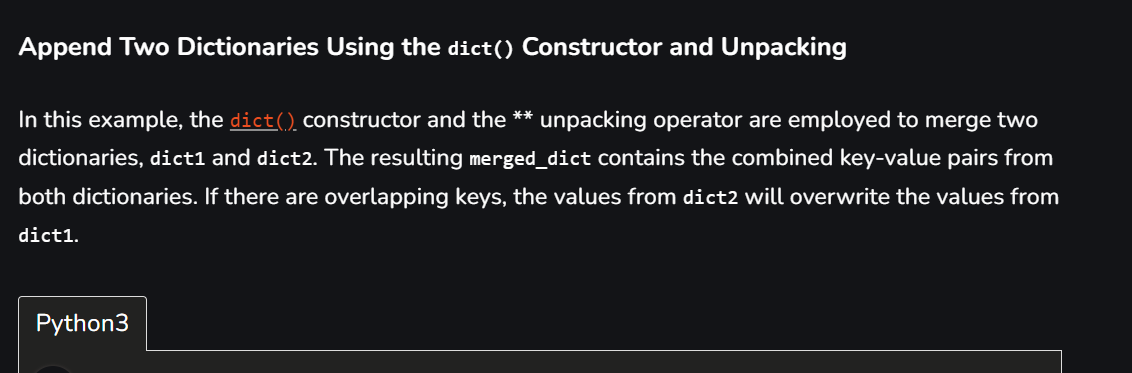 Append Two Dictionaries Using the dict() Constructor and Unpacking
In this example, the dict() constructor and the ** unpacking operator are employed to merge two
dictionaries, dict1 and dict2. The resulting merged_dict contains the combined key-value pairs from
both dictionaries. If there are overlapping keys, the values from dict2 will overwrite the values from
dict1.
Python3